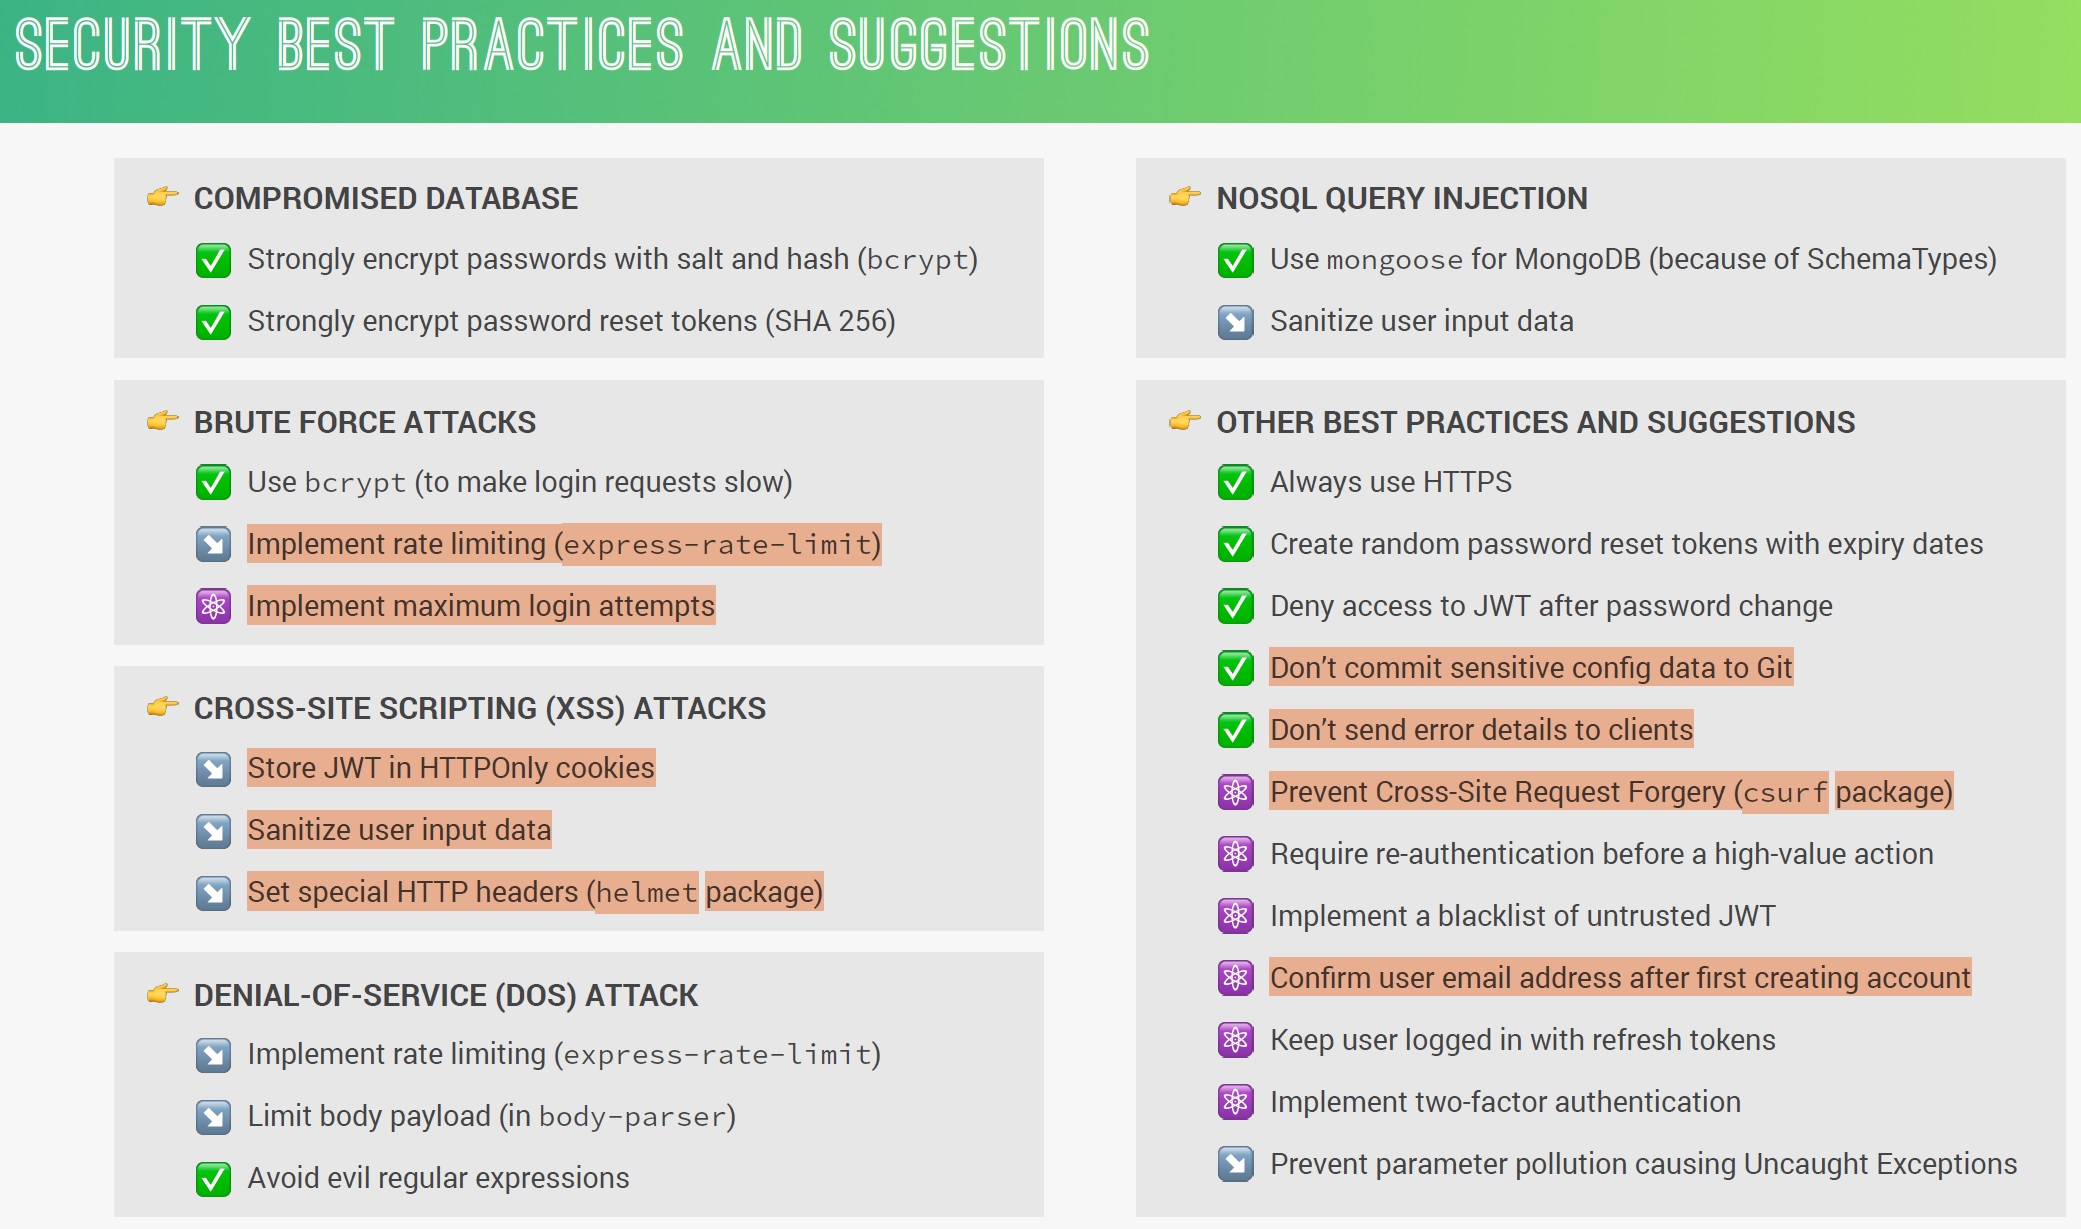 SECURITY BEST PRACTICES AND SUGGESTIONS
COMPROMISED DATABASE
Strongly encrypt passwords with salt and hash (bcrypt)
Strongly encrypt password reset tokens (SHA 256)
BRUTE FORCE ATTACKS
Use bcrypt (to make login requests slow)
Implement rate limiting (express-rate-limit)
Implement maximum login attempts
CROSS-SITE SCRIPTING (XSS) ATTACKS
Store JWT in HTTPOnly cookies
Sanitize user input data
Set special HTTP headers (helmet package)
DENIAL-OF-SERVICE (DOS) ATTACK
Implement rate limiting (express-rate-limit)
Limit body payload (in body-parser)
Avoid evil regular expressions
NOSQL QUERY INJECTION
Use mongoose for MongoDB (because of SchemaTypes)
Sanitize user input data
OTHER BEST PRACTICES AND SUGGESTIONS
Always use HTTPS
Create random password reset tokens with expiry dates
Deny access to JWT after password change
Don’t commit sensitive config data to Git
Don’t send error details to clients
Prevent Cross-Site Request Forgery (csurf package)
Require re-authentication before a high-value action
Implement a blacklist of untrusted JWT
Confirm user email address after first creating account
Keep user logged in with refresh tokens
Implement two-factor authentication
Prevent parameter pollution causing Uncaught Exceptions